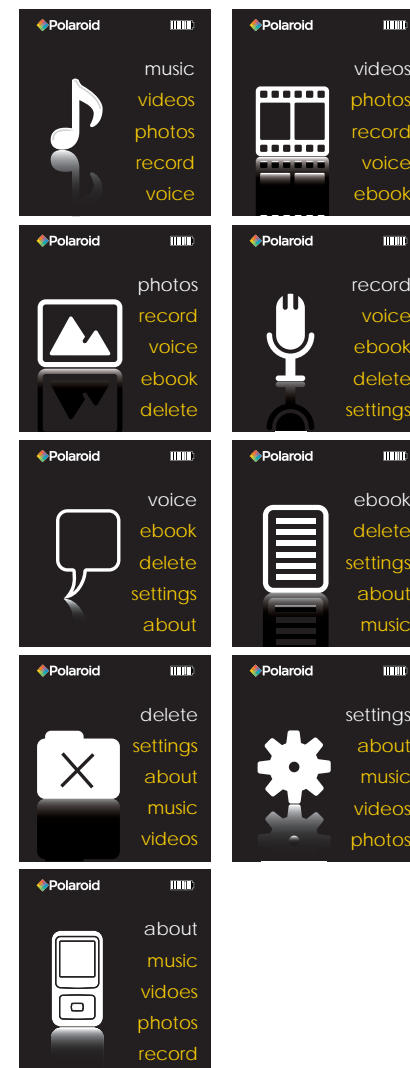 Polaroid
music
videos
photos
record
voice
Polaroid
videos
photos
record
voice
ebook
Polaroid
photos
record
voice
ebook
delete
Polaroid
record
voice
ebook
delete
settings
Polaroid
voice
ebook
delete
settings
about
Polaroid
ebook
delete
settings
about
music
Polaroid
delete
settings
about
music
videos
Polaroid
settings
about
music
videos
photos
Polaroid
about
music
vidoes
photos
record